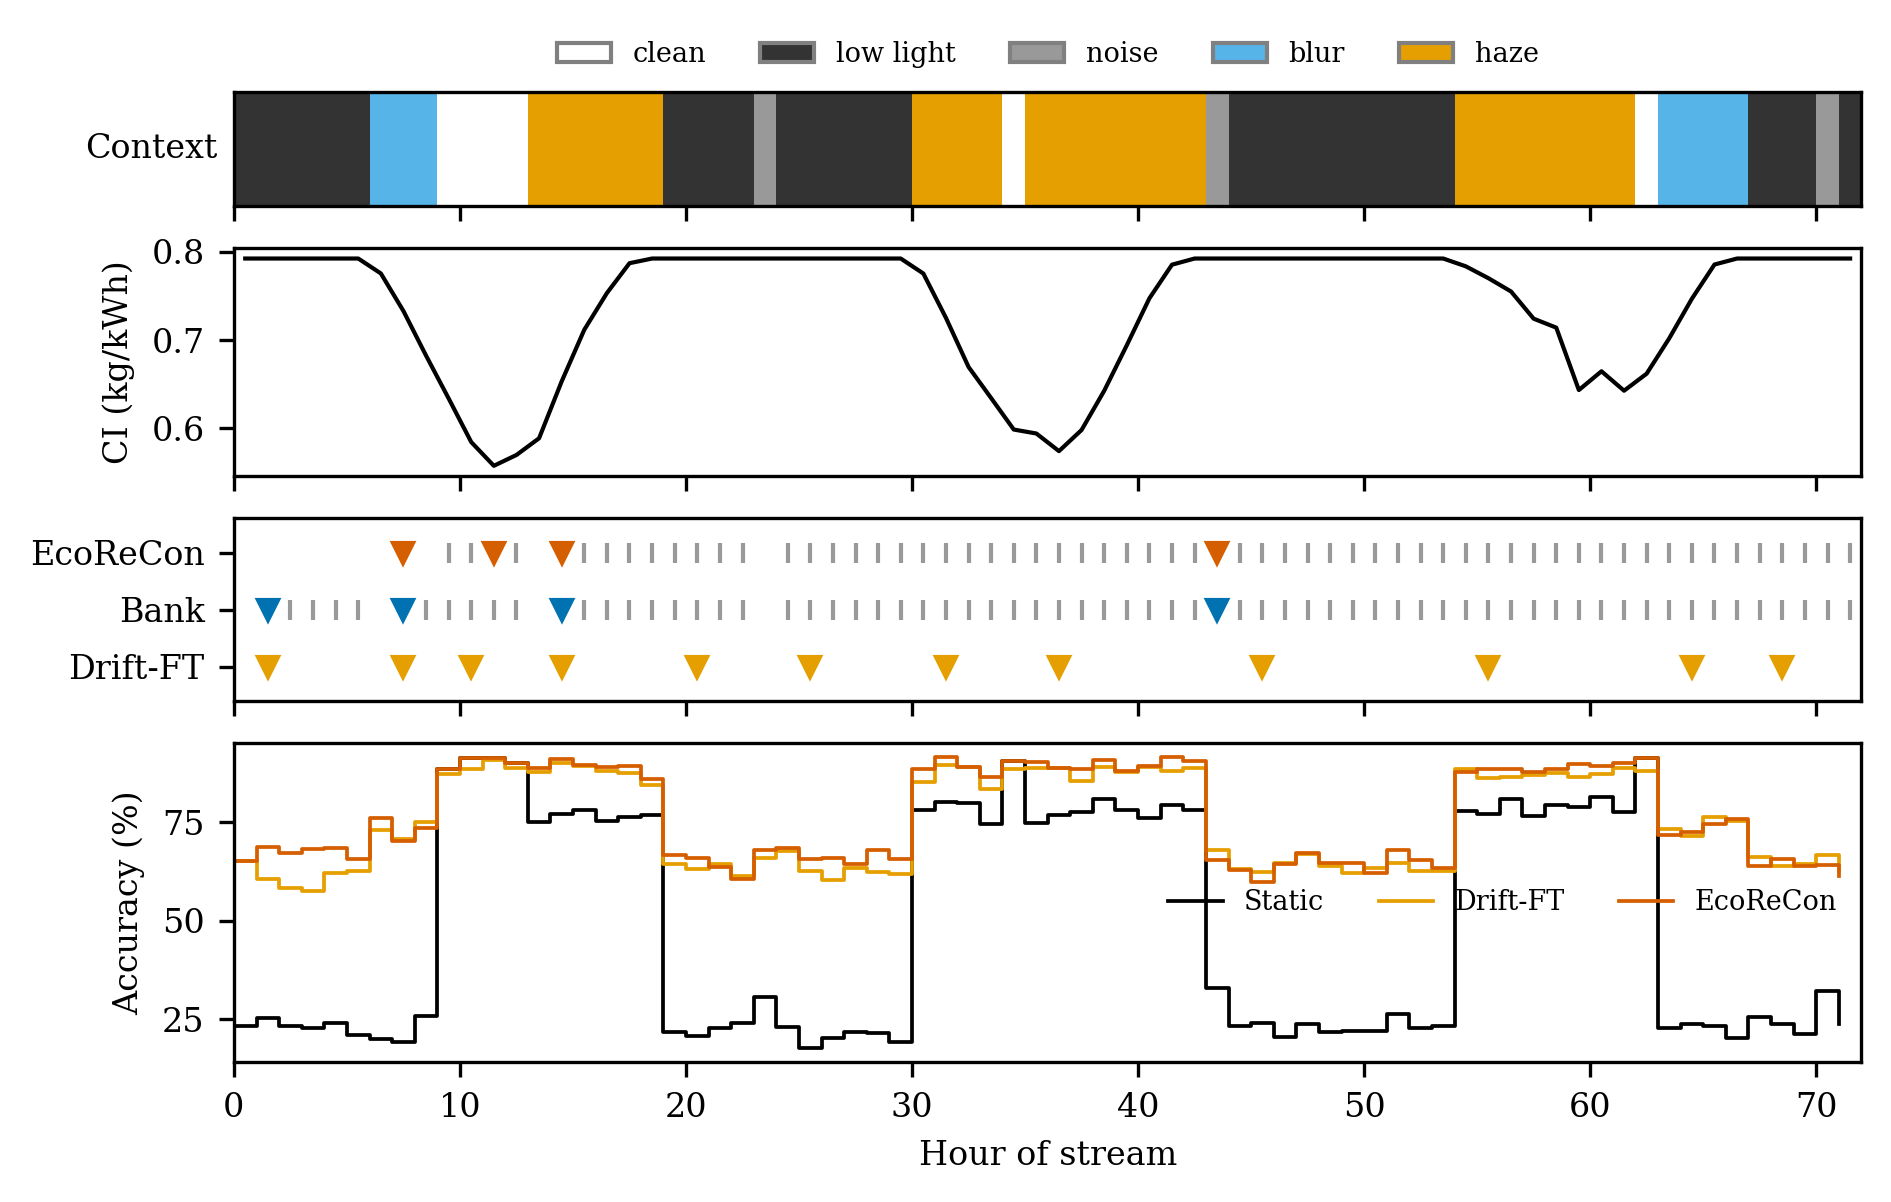 clean low light noise blur haze
Context
0.8
0.7
0.6
CI (kg/kWh)
EcoReCon
Bank
Drift-FT
75
50
25
Accuracy (%)
Static Drift-FT EcoReCon
0 10 20 30 40 50 60 70
Hour of stream